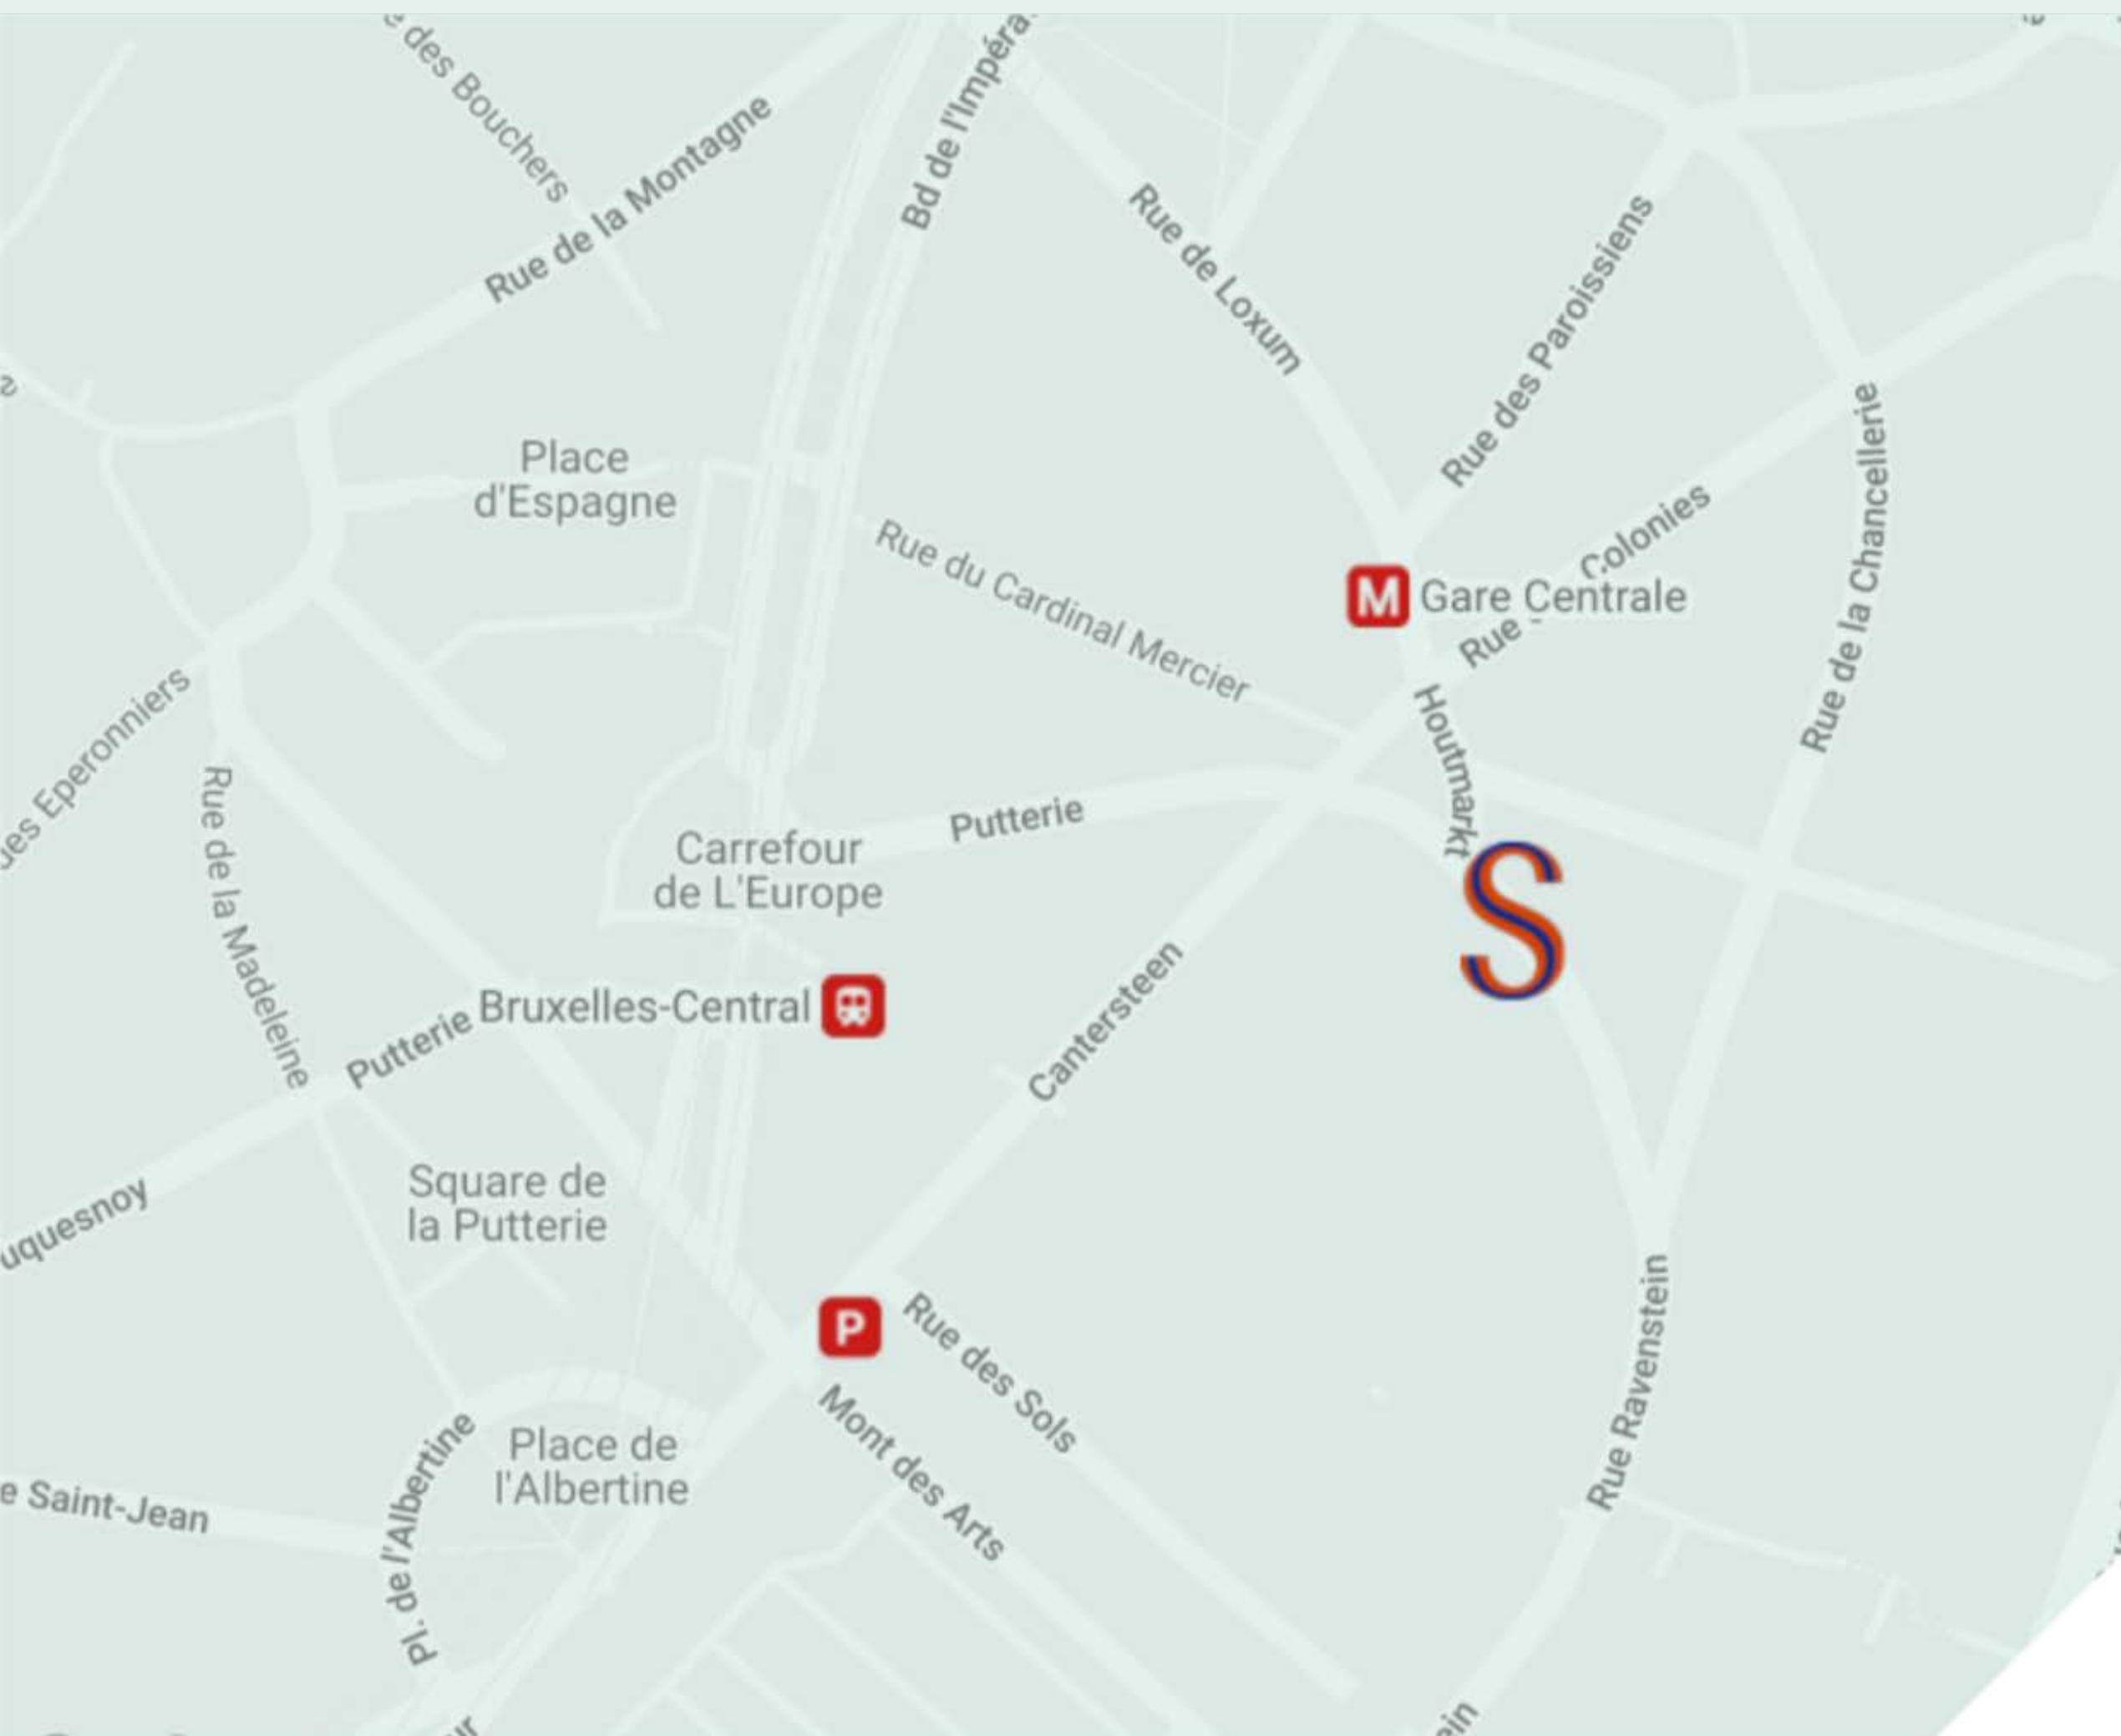 des Bouchers
Rue de la Montagne
Bd de l'Impéra
Rue de Loxum
Rue des Paroissiens
Place
d'Espagne
Rue du Cardinal Mercier
Colonies
M Gare Centrale
Rue
Rue de la Chancellerie
Houtmarkt
Eperonniers
Rue de la Madeleine
Putterie
Carrefour
de L'Europe
S
Cantersteen
Bruxelles-Central
Putterie
Square de
la Putterie
uquesnoy
P
Rue des Sols
Mont des Arts
Rue Ravenstein
Place de
l'Albertine
Pl. de l'Albertine
e Saint-Jean
ein